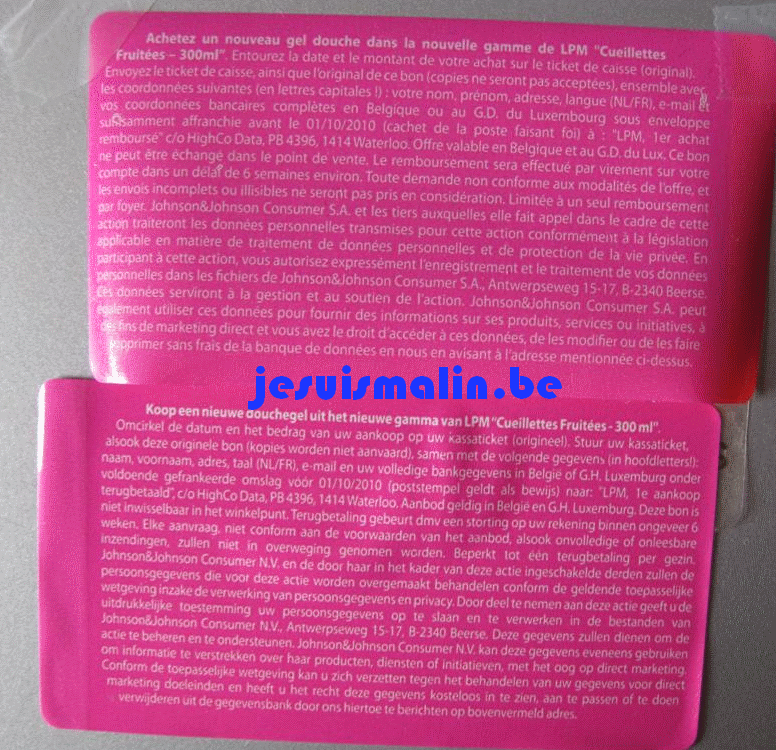 Achetez un nouveau gel douche dans la nouvelle gamme de LPM "Cueillettes
Fruitées – 300ml". Entourez la date et le montant de votre achat sur le ticket de caisse (original).
Envoyez le ticket de caisse, ainsi que l'original de ce bon (copies ne seront pas acceptées), ensemble avec
les coordonnées suivantes (en lettres capitales !) : votre nom, prénom, adresse, langue (NL/FR), e-mail et
vos coordonnées bancaires complètes en Belgique ou au G.D. du Luxembourg sous enveloppe
suffisamment affranchie avant le 01/10/2010 (cachet de la poste faisant foi) à : "LPM, 1er achat
remboursé" c/o HighCo Data, PB 4396, 1414 Waterloo. Offre valable en Belgique et au G.D. du Lux. Ce bon
ne peut être échangé dans le point de vente. Le remboursement sera effectué par virement sur votre
compte dans un délai de 6 semaines environ. Toute demande non conforme aux modalités de l'offre, et
les envois incomplets ou illisibles ne seront pas pris en considération. Limitée à un seul remboursement
par foyer. Johnson&Johnson Consumer S.A. et les tiers auxquelles elle fait appel dans le cadre de cette
action traiteront les données personnelles transmises pour cette action conformément à la législation
applicable en matière de traitement de données personnelles et de protection de la vie privée. En
participant à cette action, vous autorisez expressément l'enregistrement et le traitement de vos données
personnelles dans les fichiers de Johnson&Johnson Consumer S.A., Antwerpseweg 15-17, B-2340 Beerse.
Ces données serviront à la gestion et au soutien de l'action. Johnson&Johnson Consumer S.A. peut
également utiliser ces données pour fournir des informations sur ses produits, services ou initiatives, à
des fins de marketing direct et vous avez le droit d'accéder à ces données, de les modifier ou de les faire
supprimer sans frais de la banque de données en nous en avisant à l'adresse mentionnée ci-dessus.
jesuismalin.be
Koop een nieuwe douchegel uit het nieuwe gamma van LPM "Cueillettes Fruitées - 300 ml".
Omcirkel de datum en het bedrag van uw aankoop op uw kassaticket (origineel). Stuur uw kassaticket,
alsook deze originele bon (kopies worden niet aanvaard), samen met de volgende gegevens (in hoofdletters!):
naam, voornaam, adres, taal (NL/FR), e-mail en uw volledige bankgegevens in België of G.H. Luxemburg onder
voldoende gefrankeerde omslag vóór 01/10/2010 (poststempel geldt als bewijs) naar: "LPM, 1e aankoop
terugbetaald", c/o HighCo Data, PB 4396, 1414 Waterloo. Aanbod geldig in België en G.H. Luxemburg. Deze bon is
niet inwisselbaar in het winkelpunt. Terugbetaling gebeurt dmv een storting op uw rekening binnen ongeveer 6
weken. Elke aanvraag, niet conform aan de voorwaarden van het aanbod, alsook onvolledige of onleesbare
inzendingen, zullen niet in overweging genomen worden. Beperkt tot één terugbetaling per gezin.
Johnson&Johnson Consumer N.V. en de door haar in het kader van deze actie ingeschakelde derden zullen de
persoonsgegevens die voor deze actie worden overgemaakt behandelen conform de geldende toepasselijke
wetgeving inzake de verwerking van persoonsgegevens en privacy. Door deel te nemen aan deze actie geeft u de
uitdrukkelijke toestemming uw persoonsgegevens op te slaan en te verwerken in de bestanden van
Johnson&Johnson Consumer N.V., Antwerpseweg 15-17, B-2340 Beerse. Deze gegevens zullen dienen om de
actie te beheren en te ondersteunen. Johnson&Johnson Consumer N.V. kan deze gegevens eveneens gebruiken
om informatie te verstrekken over haar producten, diensten of initiatieven, met het oog op direct marketing.
Conform de toepasselijke wetgeving kan u zich verzetten tegen het behandelen van uw gegevens voor direct
marketing doeleinden en heeft u het recht deze gegevens kosteloos in te zien, aan te passen of te doen
verwijderen uit de gegevensbank door ons hiertoe te berichten op bovenvermeld adres.